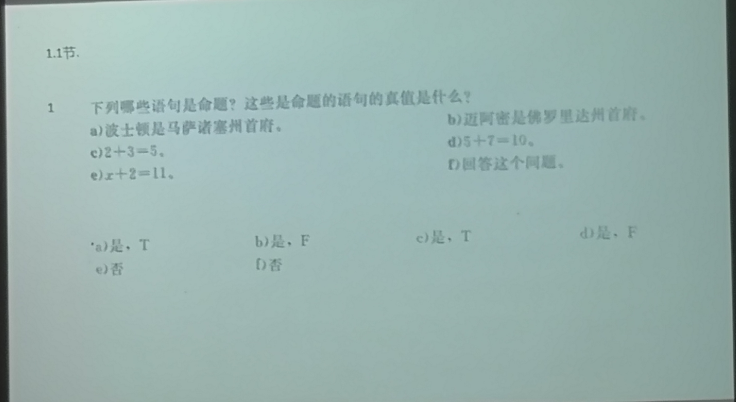 1.1节.
1 下列哪些语句是命题？这些是命题的语句的真值是什么？
a)波士顿是马萨诸塞州首府。 b)迈阿密是佛罗里达州首府。
c)2+3=5。 d)5+7=10。
e)x+2=11。 f)回答这个问题。
a)是，T b)是，F c)是，T d)是，F
e)否 f)否